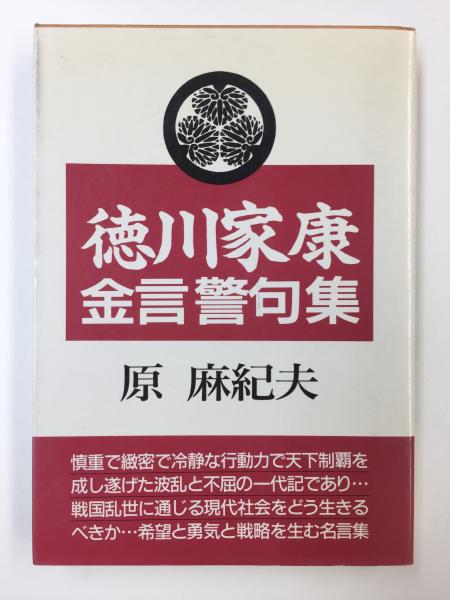 徳川家康
金言警句集
原 麻紀夫
慎重で緻密で冷静な行動力で天下制覇を
成し遂げた波乱と不屈の一代記であり…
戦国乱世に通じる現代社会をどう生きる
べきか…希望と勇気と戦略を生む名言集